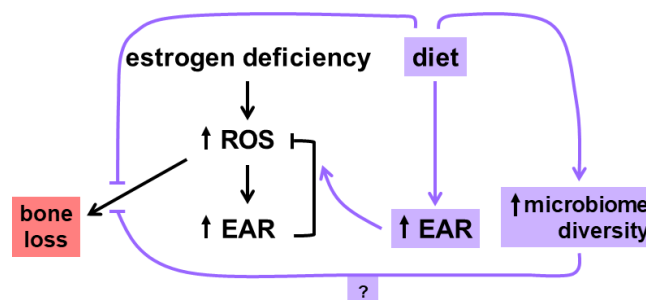 estrogen deficiency
diet
↑ ROS
bone
loss
↑ EAR
↑ EAR
↑ microbiome
diversity
?